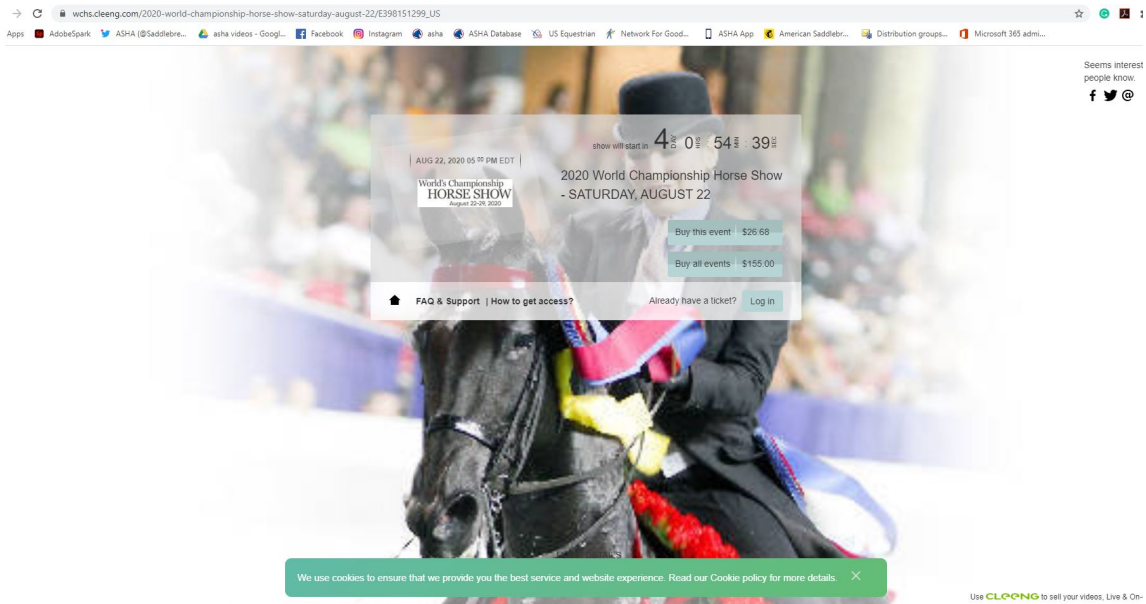 wchs.cleeng.com/2020-world-championship-horse-show-saturday-august-22/E398151299_US
Apps AdobeSpark ASHA (@Saddlebre... asha videos - Googl... Facebook Instagram asha ASHA Database US Equestrian Network For Good... ASHA App American Saddlebr... Distribution groups... Microsoft 365 admi...
Seems interest
people know.
show will start in 4 DAY 0 HRS : 54 MIN : 39 SEC
AUG 22, 2020 05 00 PM EDT
World's Championship
HORSE SHOW
August 22-29, 2020
2020 World Championship Horse Show
- SATURDAY, AUGUST 22
Buy this event $26.68
Buy all events $155.00
FAQ & Support | How to get access? Already have a ticket? Log in
We use cookies to ensure that we provide you the best service and website experience. Read our Cookie policy for more details.
Use CLEENG to sell your videos, Live & On-